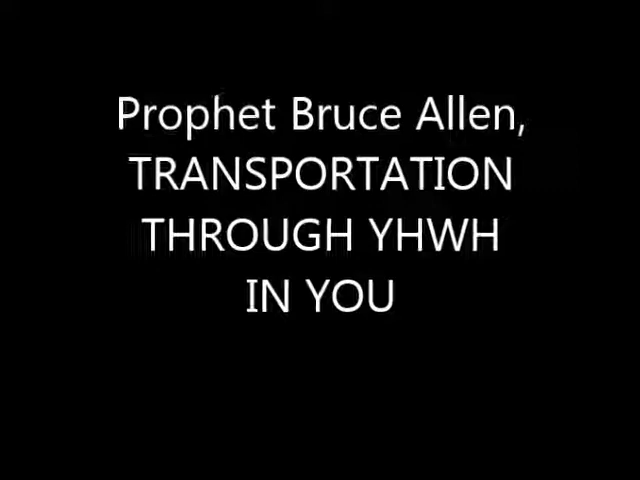 Prophet Bruce Allen,
TRANSPORTATION
THROUGH YHWH
IN YOU